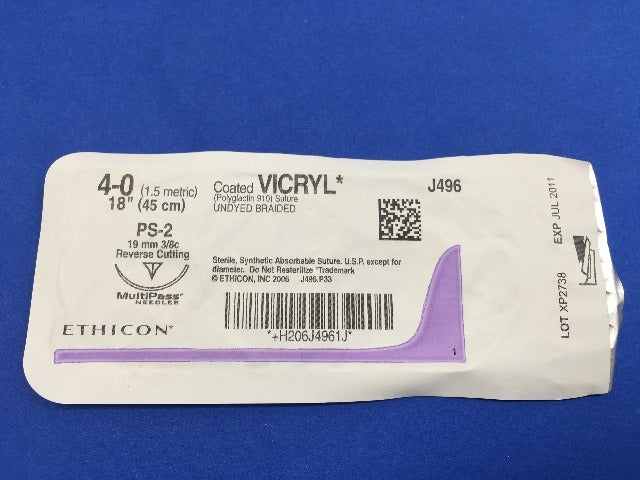 4-0 (1.5 metric)
18" (45 cm)
PS-2
19 mm 3/8c
Reverse Cutting
MultiPass*
NEEDLES
ETHICON*
Coated VICRYL*
(Polyglactin 910) Suture
UNDYED BRAIDED
J496
Sterile, Synthetic Absorbable Suture. U.S.P. except for
diameter. Do Not Resterilize *Trademark
© ETHICON, INC 2006 J496.P33
*+H206J4961J*
1
LOT XP2738 EXP JUL 2011